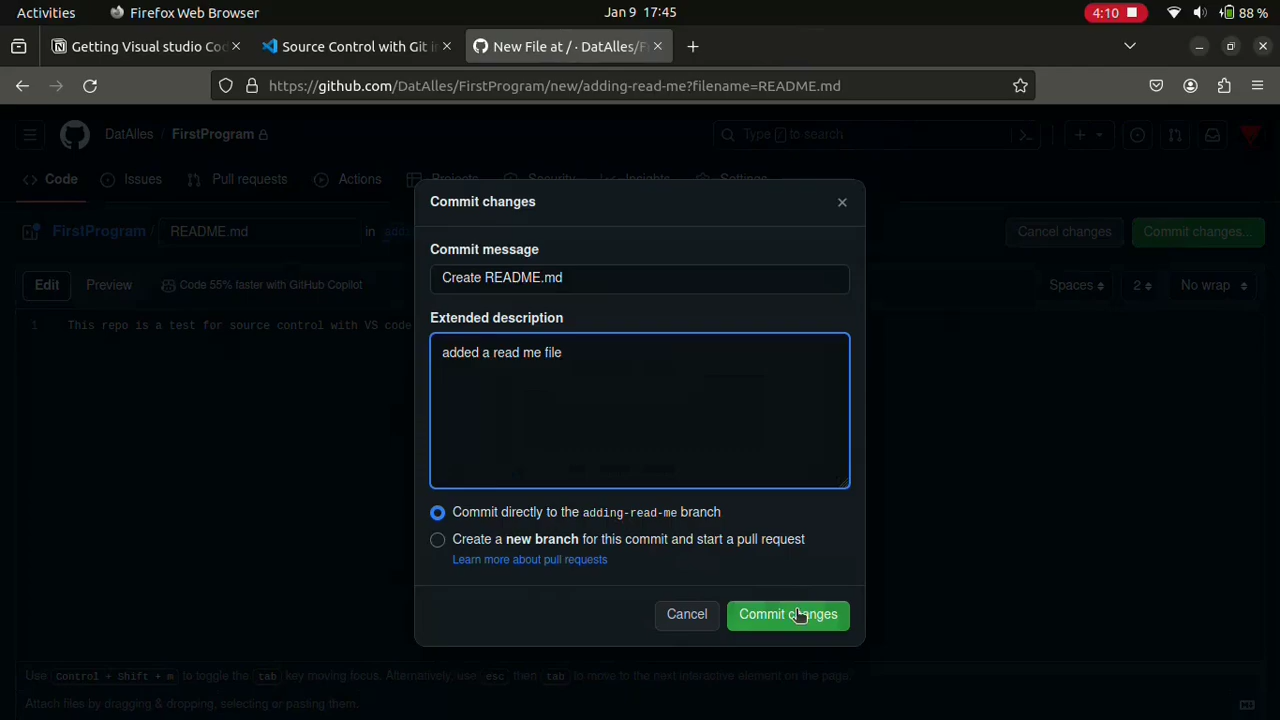 Activities
Firefox Web Browser
Jan 9 17:45
4:10
88 %
Getting Visual studio Co
Source Control with Git i
New File at / · DatAlles/F
https://github.com/DatAlles/FirstProgram/new/adding-read-me?filename=README.md
DatAlles / FirstProgram
Type / to search
Code
Issues
Pull requests
Actions
Projects
Security
Insights
Settings
FirstProgram / README.md in
Cancel changes
Commit changes...
Edit
Preview
Code 55% faster with GitHub Copilot
Spaces
2
No wrap
1 This repo is a test for source control with VS code
Commit changes
Commit message
Create README.md
Extended description
added a read me file
Commit directly to the adding-read-me branch
Create a new branch for this commit and start a pull request
Learn more about pull requests
Cancel
Commit changes
Use Control + Shift + m to toggle the tab key moving focus. Alternatively, use esc then tab to move to the next interactive element on the page.
Attach files by dragging & dropping, selecting or pasting them.